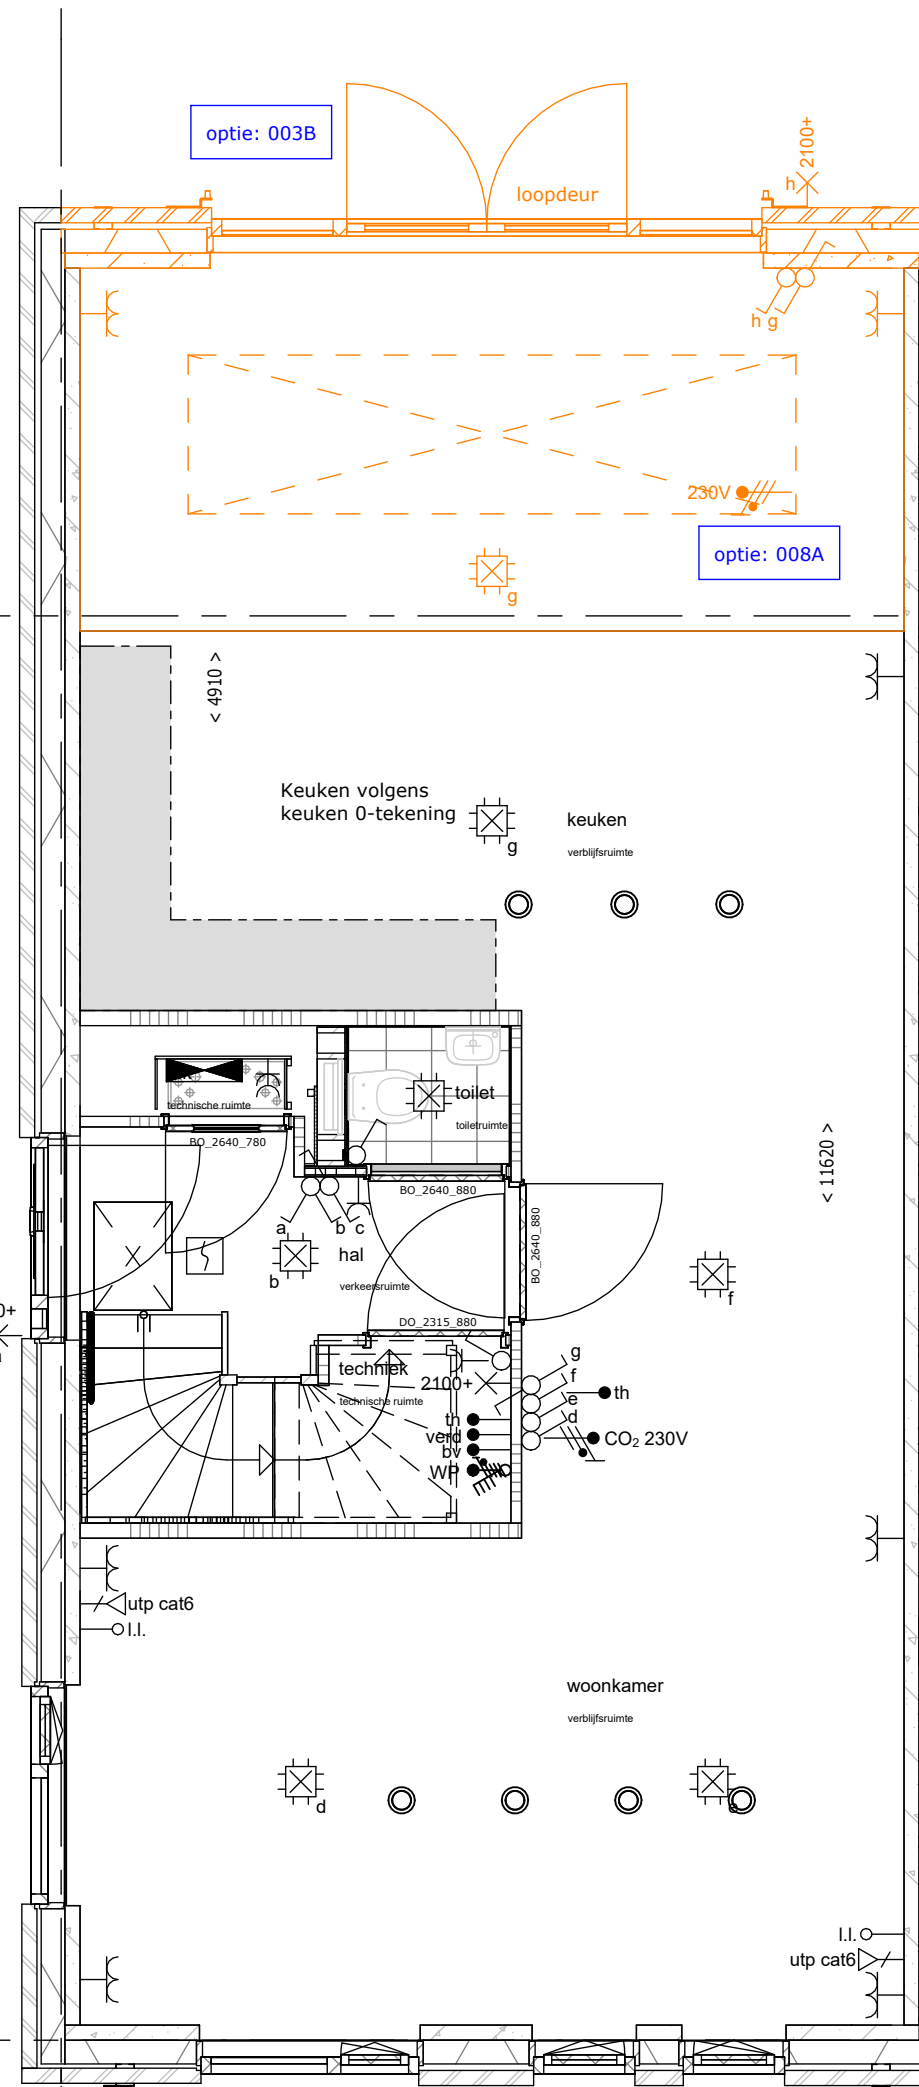 optie: 003B
2100+
h
loopdeur
h g
230V
optie: 008A
g
< 4910 >
Keuken volgens
keuken 0-tekening
g
keuken
verblijfsruimte
toilet
technische ruimte
toiletruimte
BO_2640_780
< 11620 >
BO_2640_880
a
b
c
BO_2640_880
hal
b
verkeersruimte
f
DO_2315_880
g
techniek
f
2100+
th
technische ruimte
e
d
th
verd
CO₂ 230V
bv
WP
utp cat6
l.l.
woonkamer
verblijfsruimte
d
e
l.l.
utp cat6